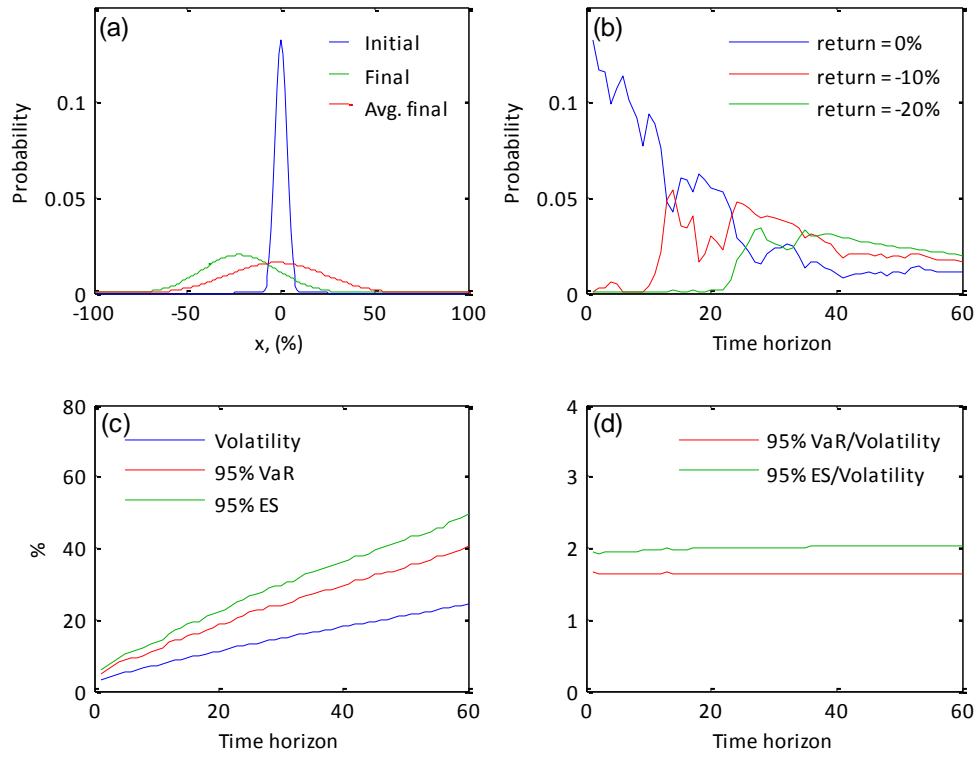 (a)
Initial
Final
Avg. final
Probability
0.1
0.05
0
-100
-50
0
50
100
x, (%)
(b)
return = 0%
return = -10%
return = -20%
Probability
0.1
0.05
0
0
20
40
60
Time horizon
(c)
Volatility
95% VaR
95% ES
%
80
60
40
20
0
0
20
40
60
Time horizon
(d)
95% VaR/Volatility
95% ES/Volatility
4
3
2
1
0
0
20
40
60
Time horizon